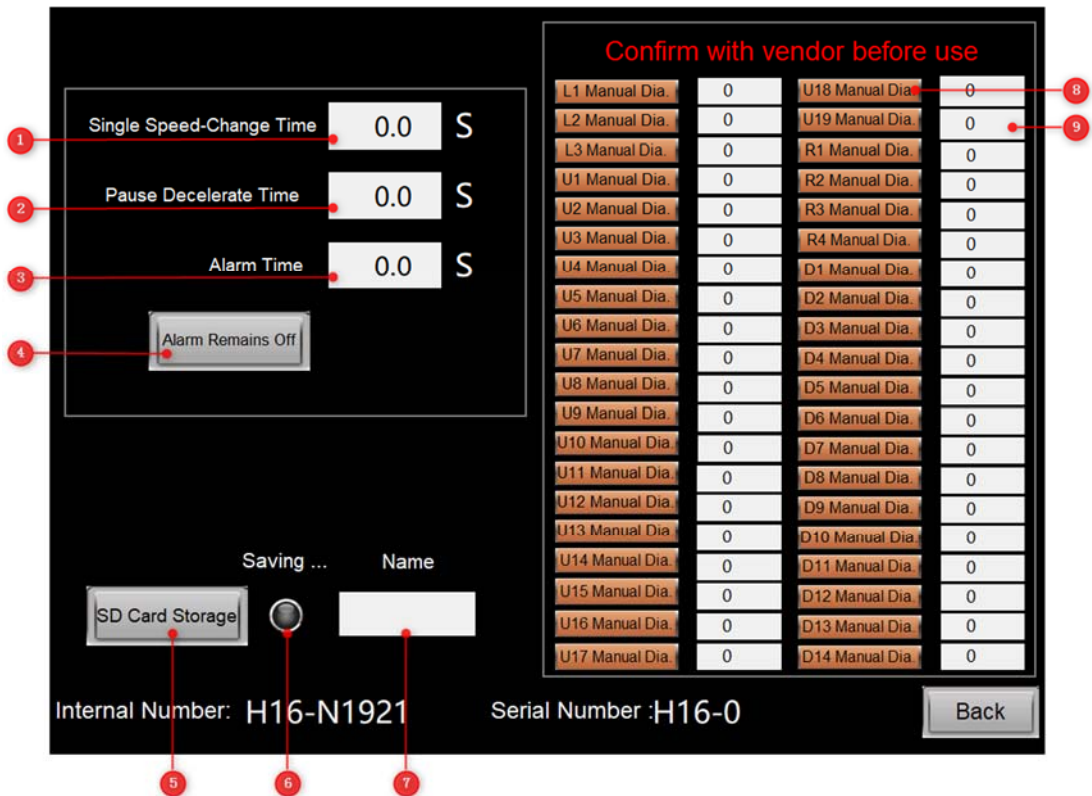 Confirm with vendor before use
L1 Manual Dia. 0 U18 Manual Dia. 0 8
Single Speed-Change Time 0.0 S L2 Manual Dia. 0 U19 Manual Dia. 0 9
1
L3 Manual Dia. 0 R1 Manual Dia. 0
U1 Manual Dia. 0 R2 Manual Dia. 0
Pause Decelerate Time 0.0 S
2
U2 Manual Dia. 0 R3 Manual Dia. 0
U3 Manual Dia. 0 R4 Manual Dia. 0
Alarm Time 0.0 S
3
U4 Manual Dia. 0 D1 Manual Dia. 0
U5 Manual Dia. 0 D2 Manual Dia. 0
U6 Manual Dia. 0 D3 Manual Dia. 0
Alarm Remains Off
4
U7 Manual Dia. 0 D4 Manual Dia. 0
U8 Manual Dia. 0 D5 Manual Dia. 0
U9 Manual Dia. 0 D6 Manual Dia. 0
U10 Manual Dia. 0 D7 Manual Dia. 0
U11 Manual Dia. 0 D8 Manual Dia. 0
U12 Manual Dia. 0 D9 Manual Dia. 0
U13 Manual Dia 0 D10 Manual Dia. 0
U14 Manual Dia. 0 D11 Manual Dia. 0
U15 Manual Dia. 0 D12 Manual Dia. 0
U16 Manual Dia. 0 D13 Manual Dia. 0
U17 Manual Dia. 0 D14 Manual Dia. 0
Saving ... Name
SD Card Storage
Internal Number: H16-N1921 Serial Number :H16-0 Back
5 6 7